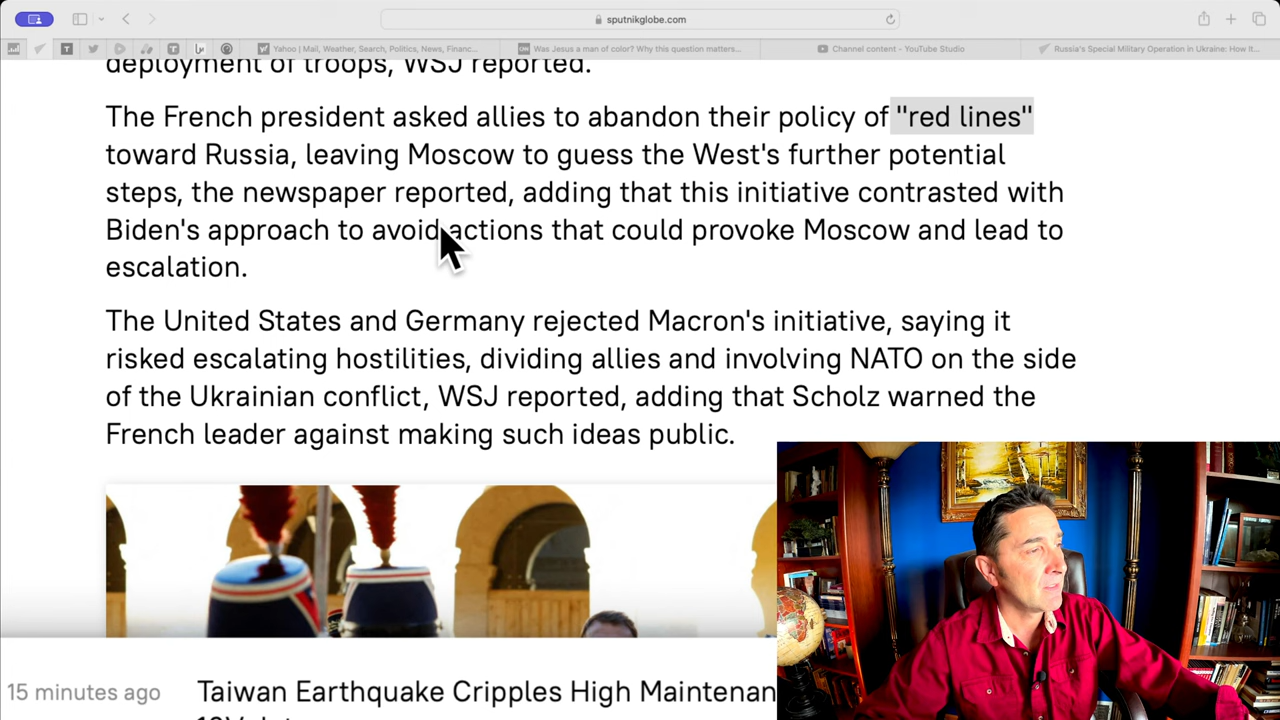 sputnikglobe.com
Yahoo | Mail, Weather, Search, Politics, News, Financ...
Was Jesus a man of color? Why this question matters...
Channel content - YouTube Studio
Russia's Special Military Operation in Ukraine: How It...
deployment of troops, WSJ reported.
The French president asked allies to abandon their policy of "red lines"
toward Russia, leaving Moscow to guess the West's further potential
steps, the newspaper reported, adding that this initiative contrasted with
Biden's approach to avoid actions that could provoke Moscow and lead to
escalation.
The United States and Germany rejected Macron's initiative, saying it
risked escalating hostilities, dividing allies and involving NATO on the side
of the Ukrainian conflict, WSJ reported, adding that Scholz warned the
French leader against making such ideas public.
15 minutes ago
Taiwan Earthquake Cripples High Maintenan